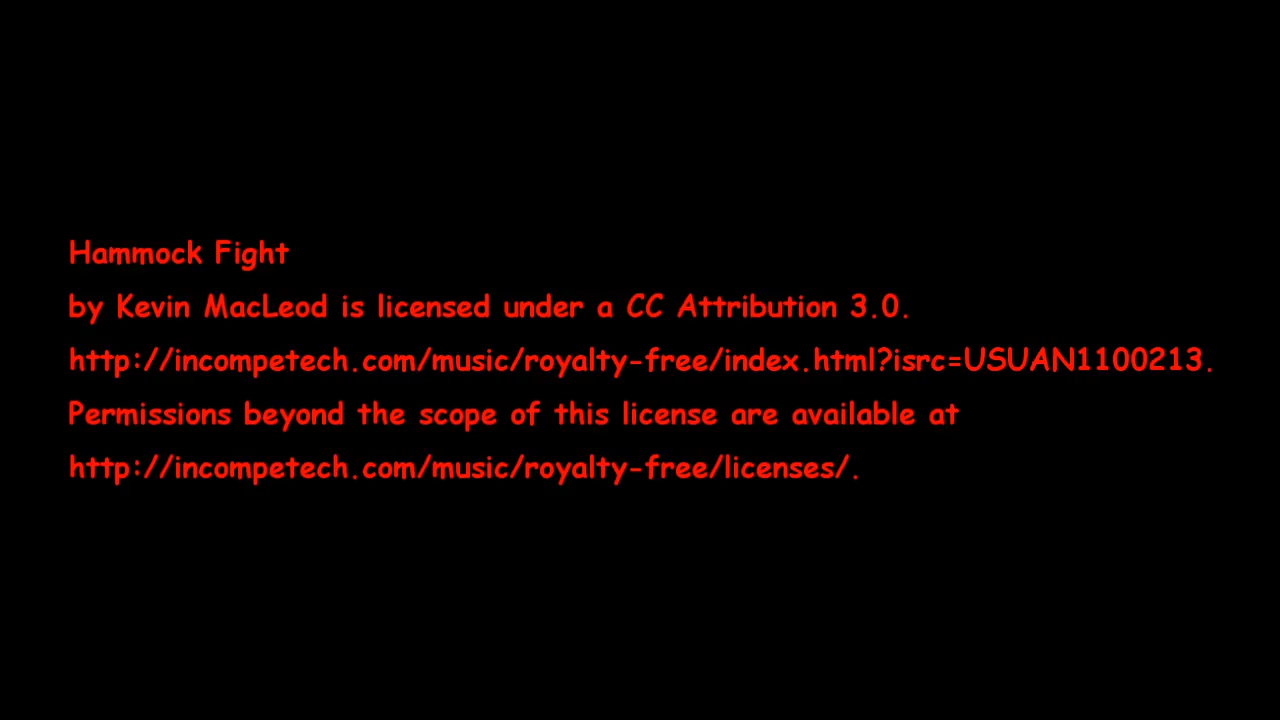 Hammock Fight
by Kevin MacLeod is licensed under a CC Attribution 3.0.
http://incompetech.com/music/royalty-free/index.html?isrc=USUAN1100213.
Permissions beyond the scope of this license are available at
http://incompetech.com/music/royalty-free/licenses/.